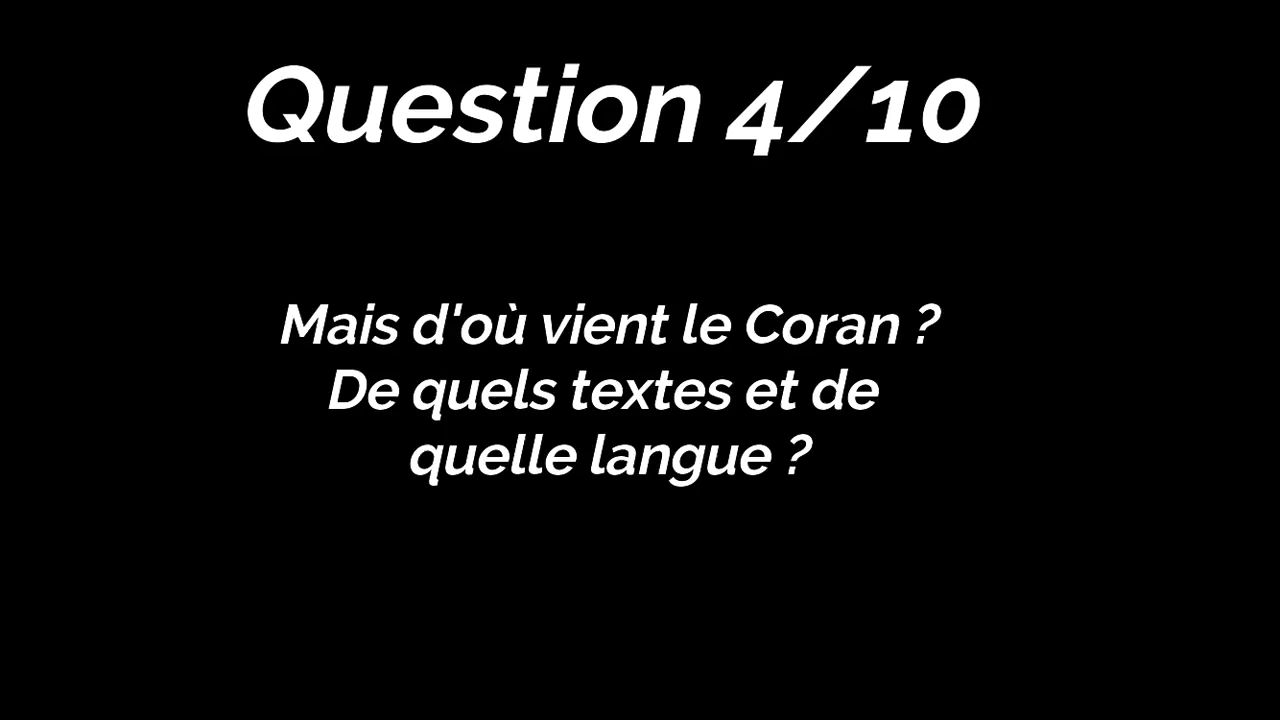 Question 4/10
Mais d'où vient le Coran ?
De quels textes et de
quelle langue ?